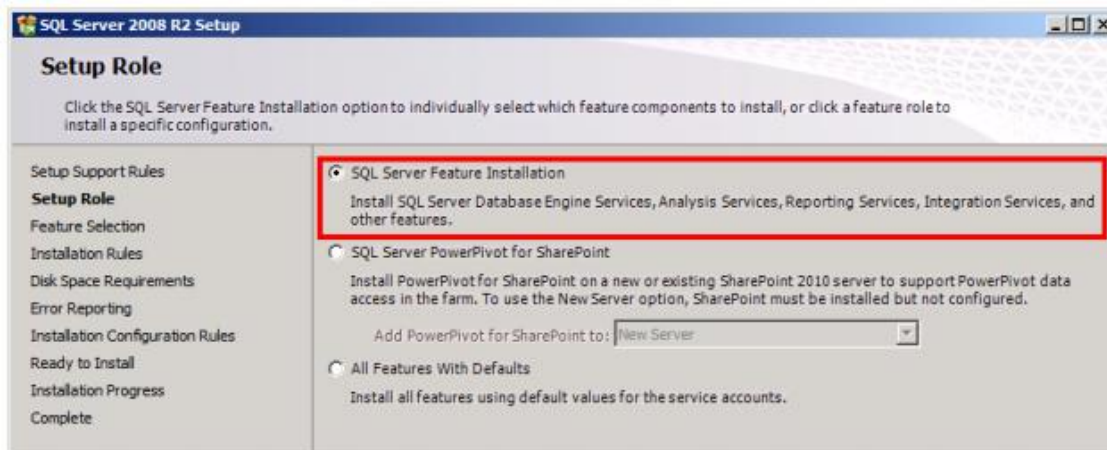 SQL Server 2008 R2 Setup
Setup Role
Click the SQL Server Feature Installation option to individually select which feature components to install, or click a feature role to
install a specific configuration.
Setup Support Rules
Setup Role
Feature Selection
Installation Rules
Disk Space Requirements
Error Reporting
Installation Configuration Rules
Ready to Install
Installation Progress
Complete
SQL Server Feature Installation
Install SQL Server Database Engine Services, Analysis Services, Reporting Services, Integration Services, and
other features.
SQL Server PowerPivot for SharePoint
Install PowerPivot for SharePoint on a new or existing SharePoint 2010 server to support PowerPivot data
access in the farm. To use the New Server option, SharePoint must be installed but not configured.
Add PowerPivot for SharePoint to: New Server
All Features With Defaults
Install all features using default values for the service accounts.